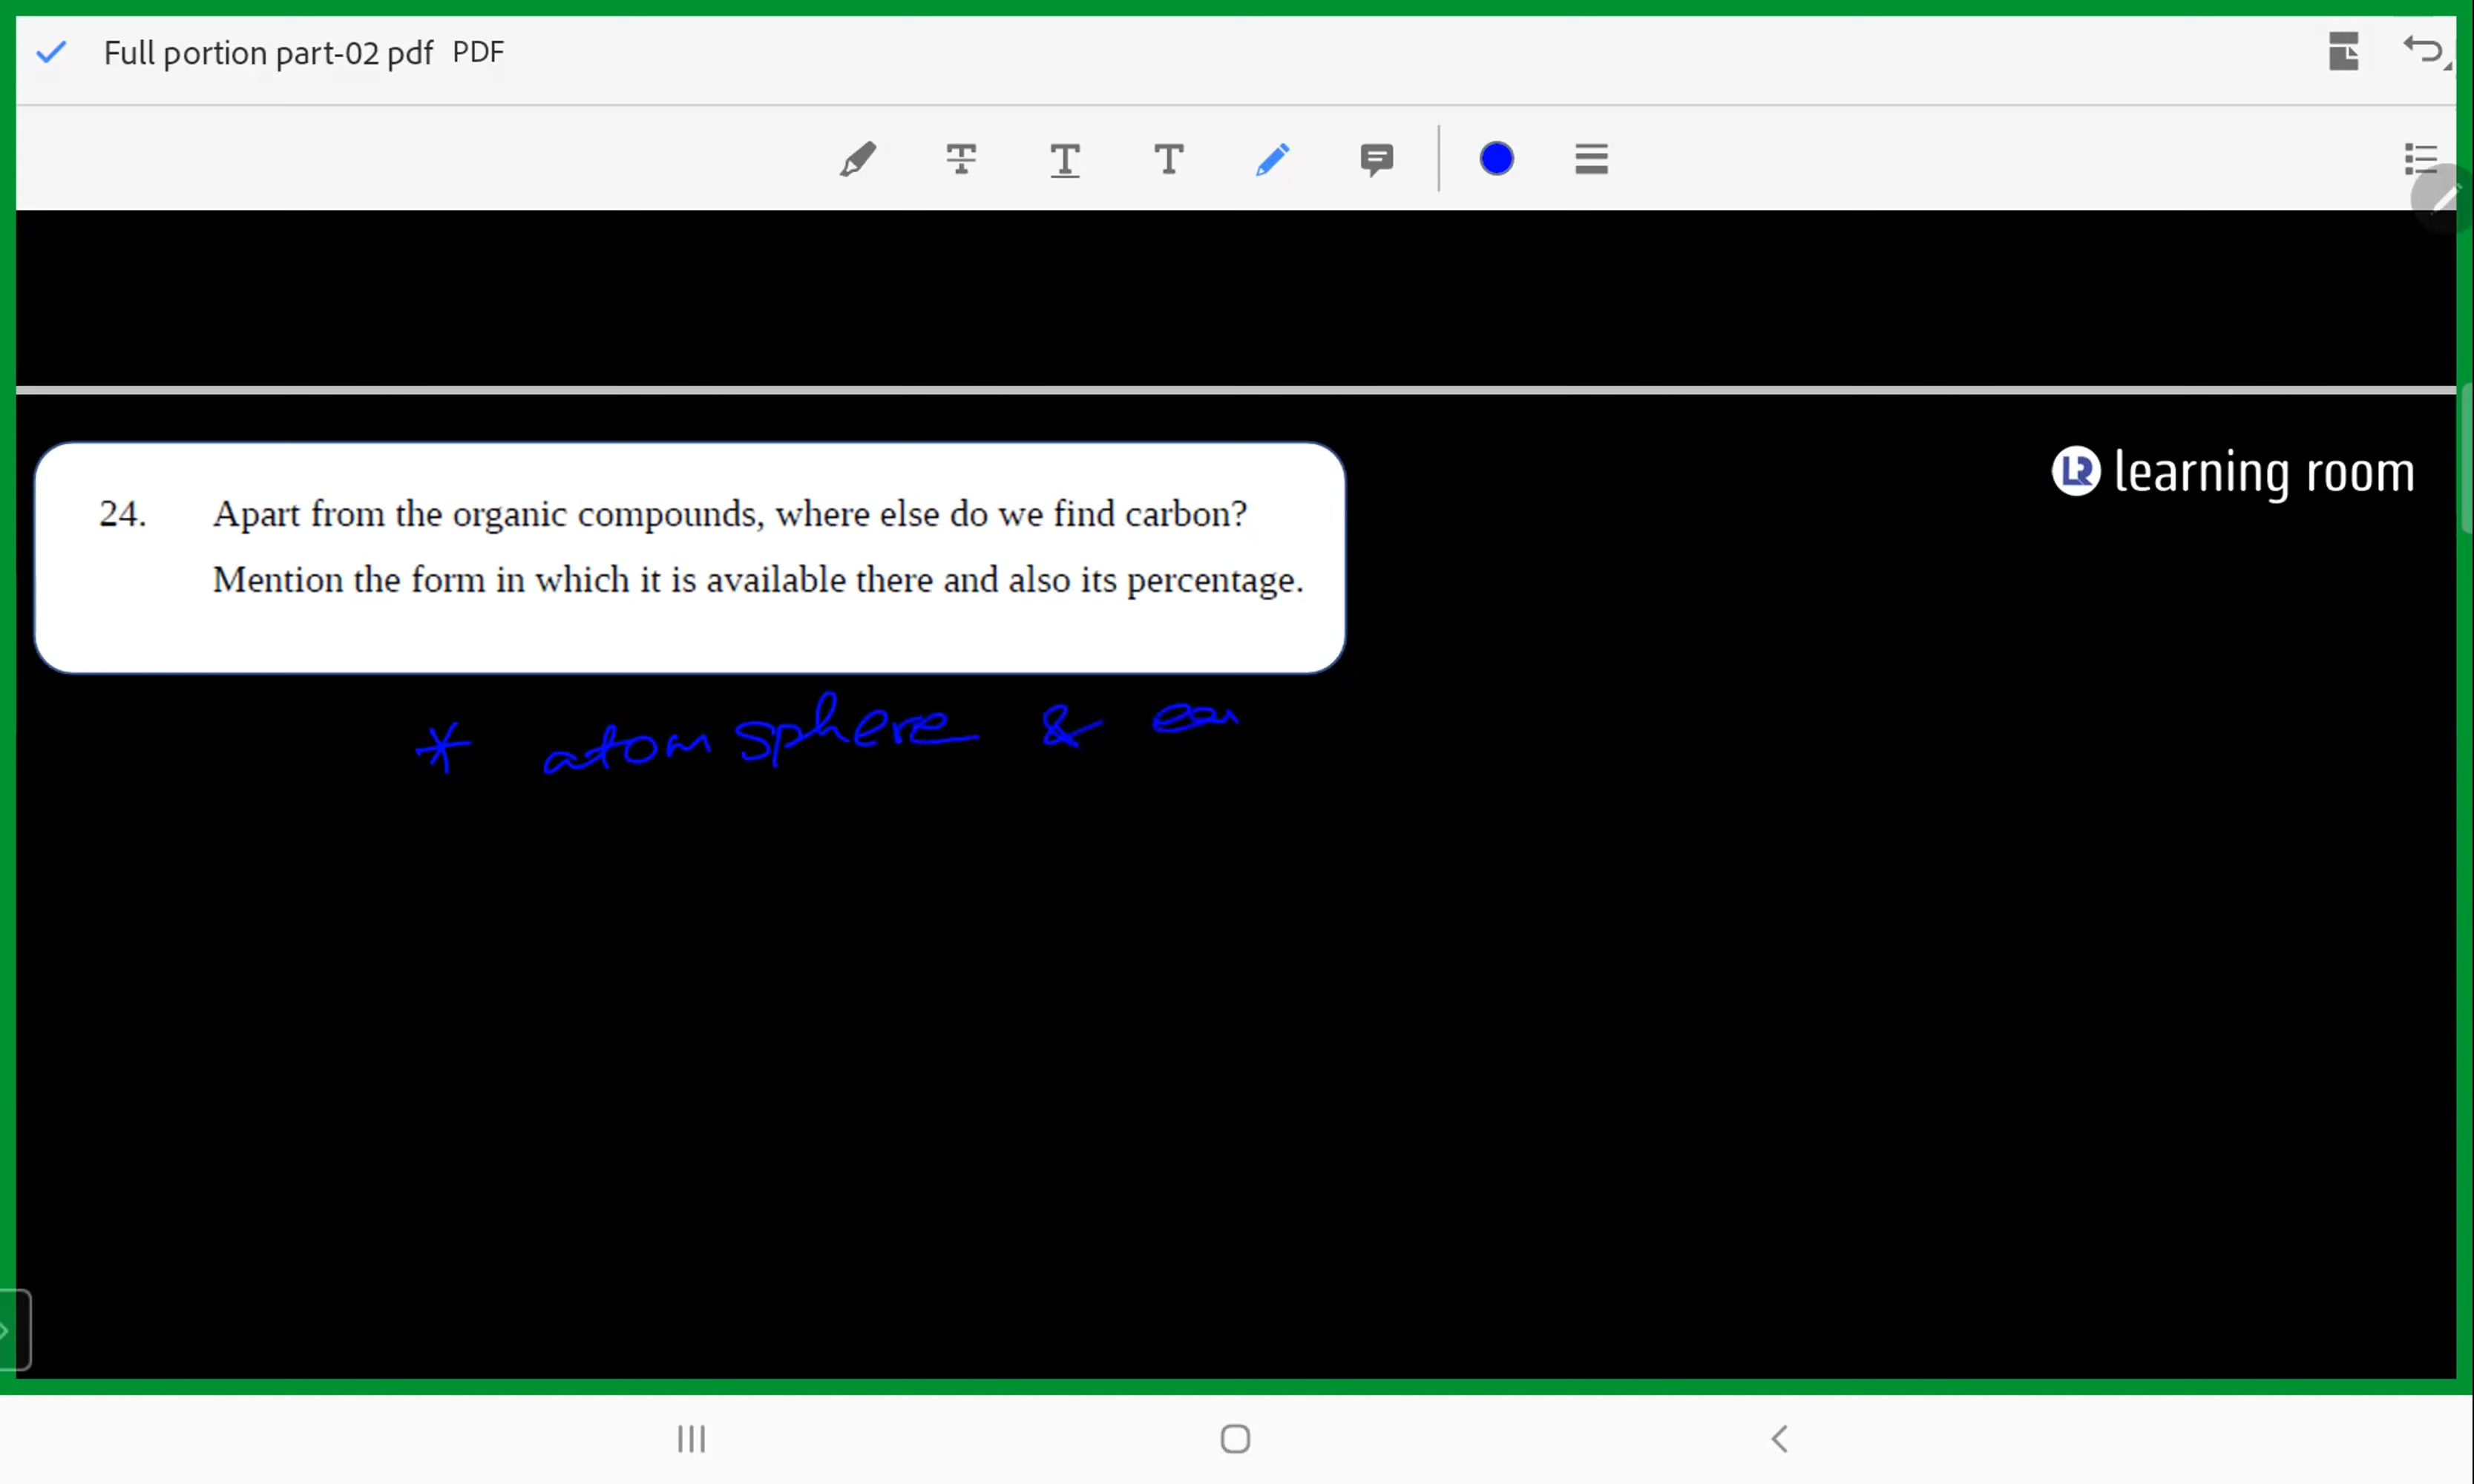 Full portion part-02 pdf PDF
learning room
24. Apart from the organic compounds, where else do we find carbon?
Mention the form in which it is available there and also its percentage.
* atomsphere & ear